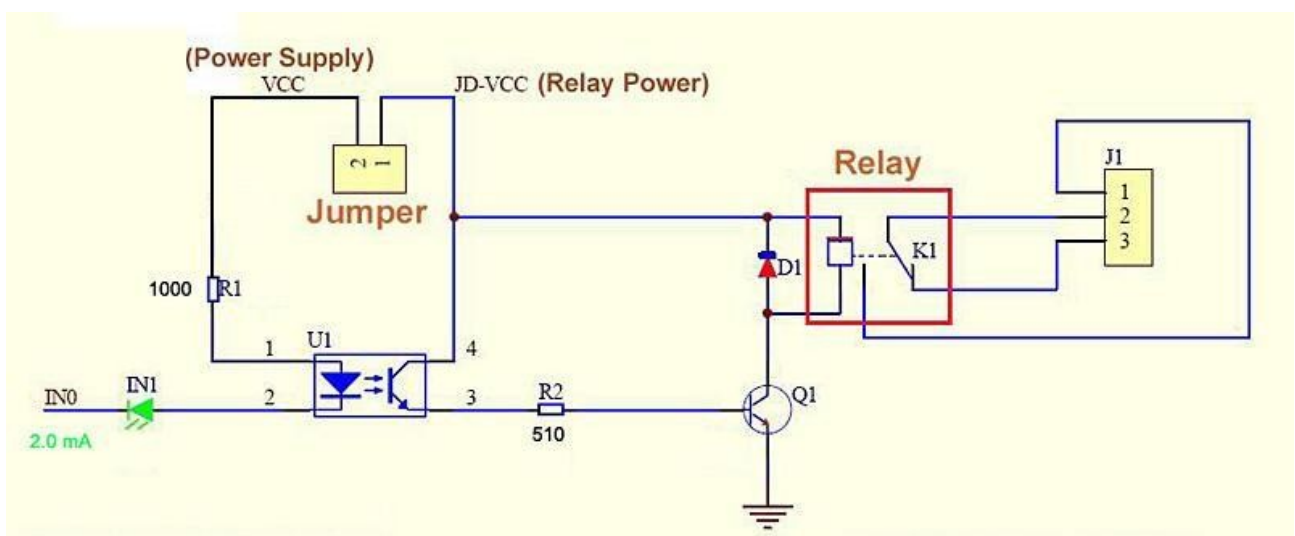 (Power Supply)
VCC
JD-VCC (Relay Power)
2 1
Jumper
Relay
J1
1
2
3
K1
D1
1000 R1
U1
1
4
IN0
IN1
2
3
R2
Q1
2.0 mA
510